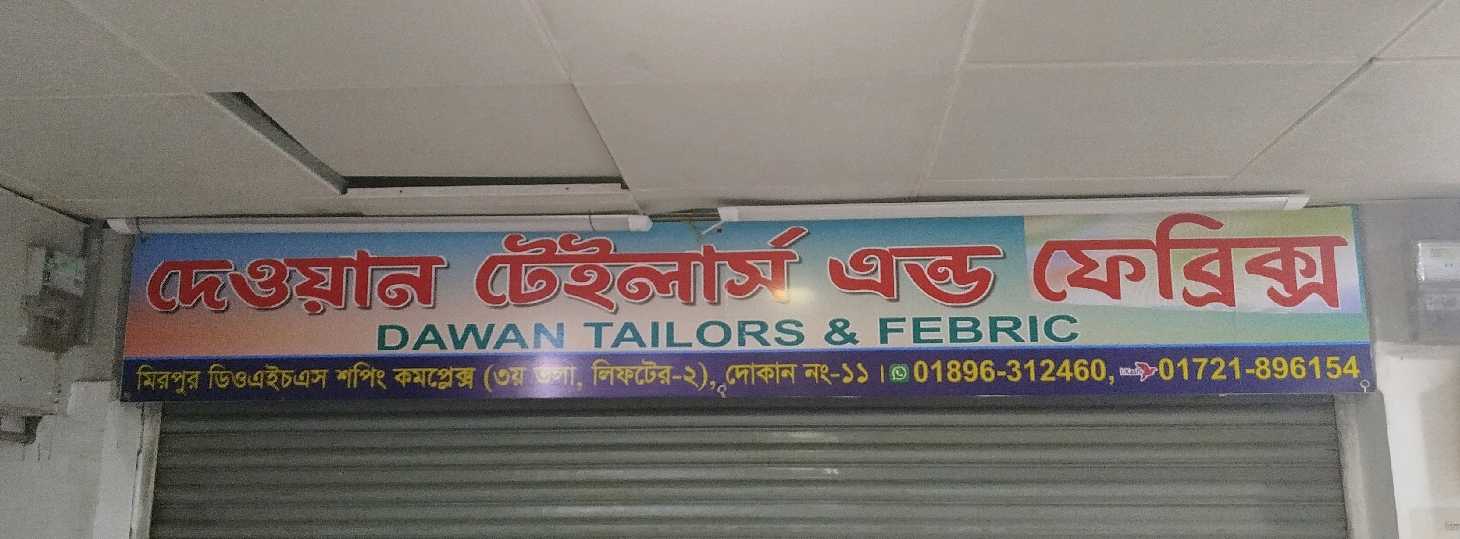 দেওয়ান টেইলার্স এন্ড ফেব্রিক্স
DAWAN TAILORS & FEBRIC
মিরপুর ডিওএইচএস শপিং কমপ্লেক্স (৩য় তলা, লিফটের-২), দোকান নং-১১। 01896-312460, bKash 01721-896154